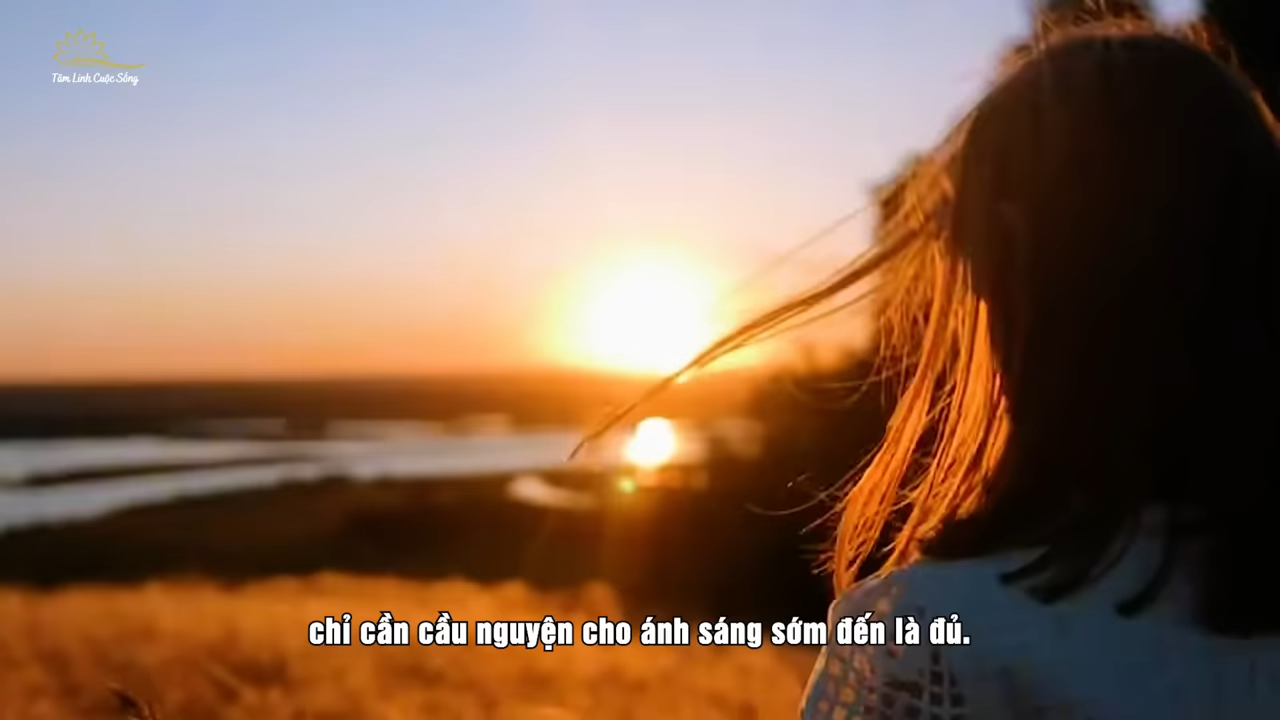 Tâm Linh Cuộc Sống
chỉ cần cầu nguyện cho ánh sáng sớm đến là đủ.